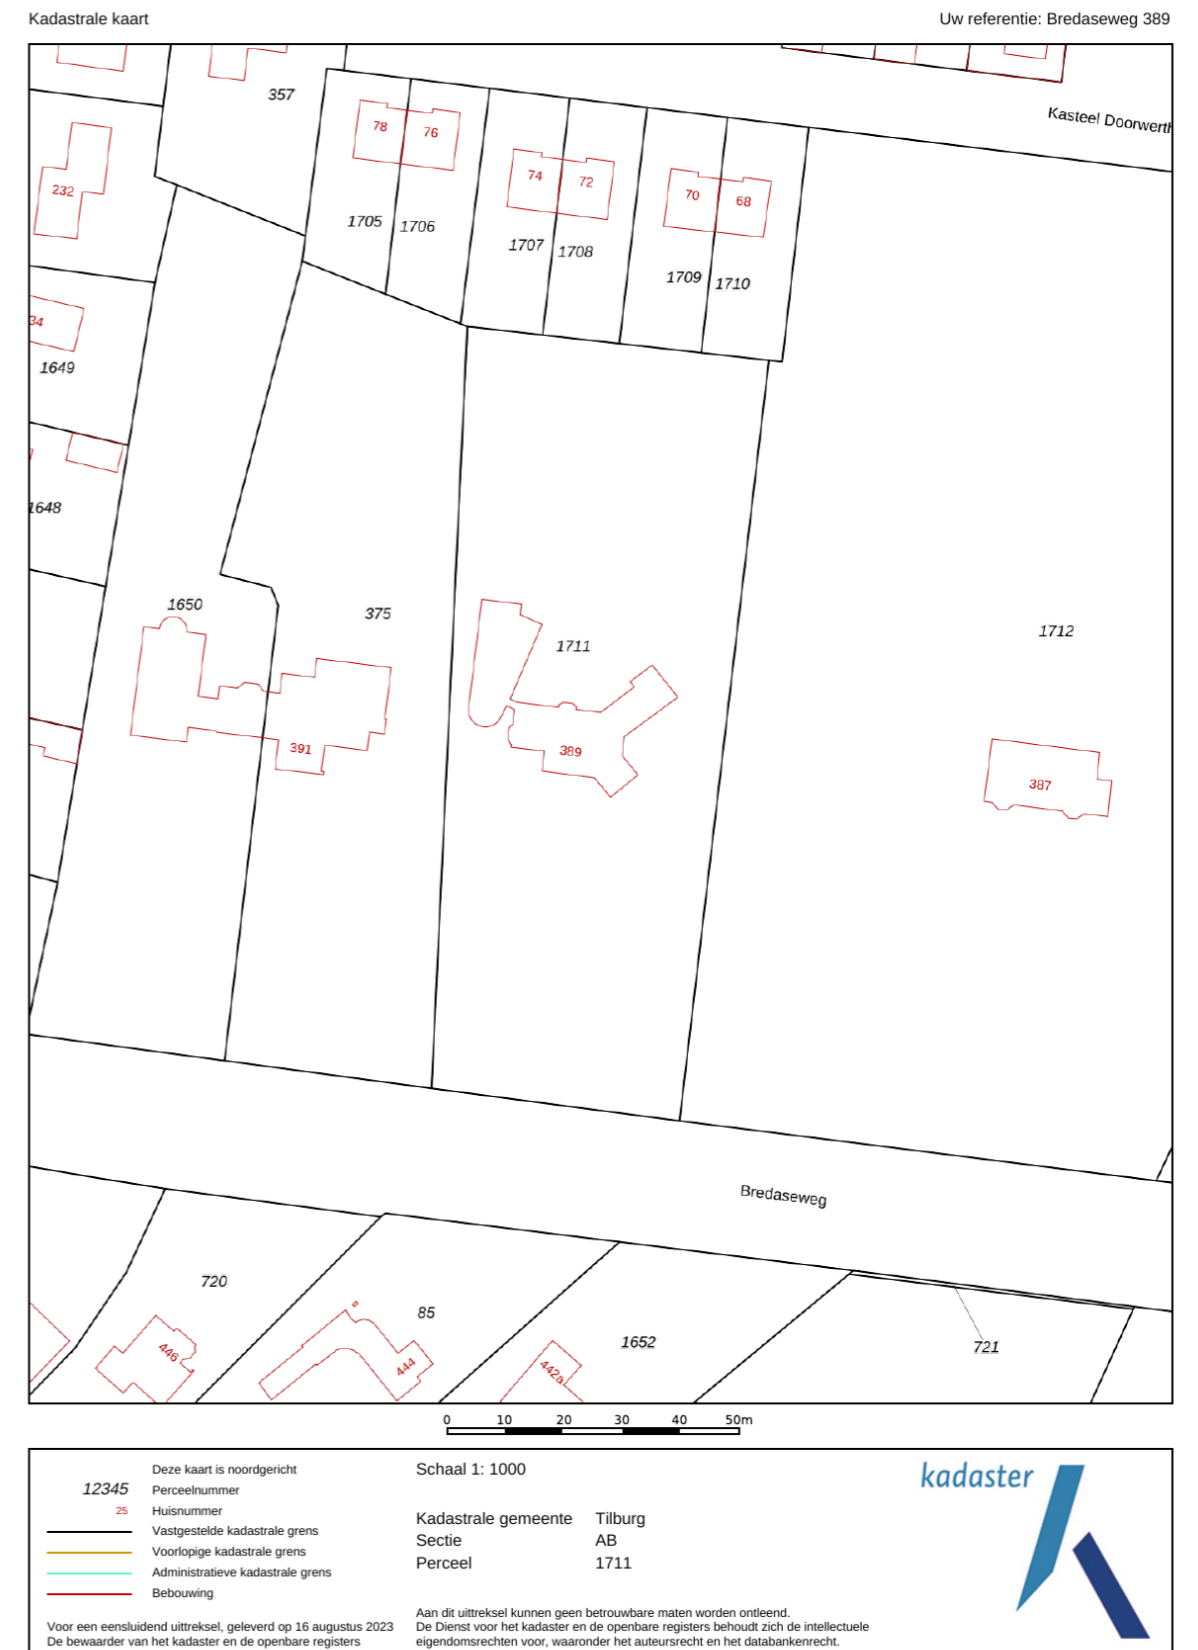 Kadastrale kaart
Uw referentie: Bredaseweg 389
357
Kasteel Doorwerth
78
76
232
74
72
70
68
1705
1706
1707
1708
1709
1710
34
1649
1648
1650
375
1711
1712
391
389
387
Bredaseweg
720
85
1652
721
446
444
442a
0 10 20 30 40 50m
Deze kaart is noordgericht
12345 Perceelnummer
25 Huisnummer
Vastgestelde kadastrale grens
Voorlopige kadastrale grens
Administratieve kadastrale grens
Bebouwing
Voor een eensluidend uittreksel, geleverd op 16 augustus 2023
De bewaarder van het kadaster en de openbare registers
Schaal 1: 1000
Kadastrale gemeente Tilburg
Sectie AB
Perceel 1711
Aan dit uittreksel kunnen geen betrouwbare maten worden ontleend.
De Dienst voor het kadaster en de openbare registers behoudt zich de intellectuele
eigendomsrechten voor, waaronder het auteursrecht en het databankenrecht.
kadaster